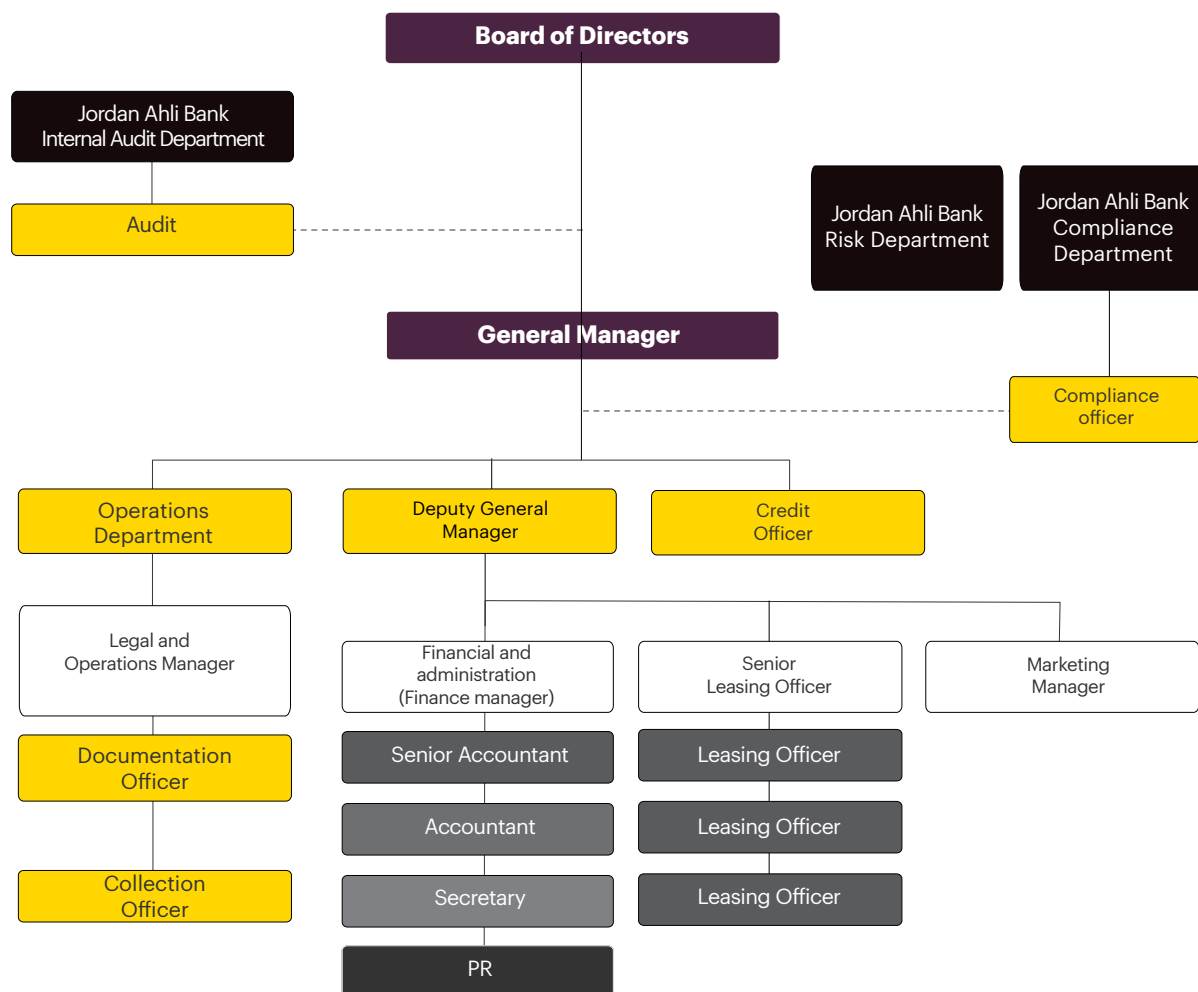 Board of Directors
Jordan Ahli Bank
Internal Audit Department
Audit
Jordan Ahli Bank
Risk Department
Jordan Ahli Bank
Compliance
Department
General Manager
Compliance
officer
Operations
Department
Deputy General
Manager
Credit
Officer
Legal and
Operations Manager
Financial and
administration
(Finance manager)
Senior
Leasing Officer
Marketing
Manager
Documentation
Officer
Senior Accountant
Leasing Officer
Accountant
Leasing Officer
Collection
Officer
Secretary
Leasing Officer
PR